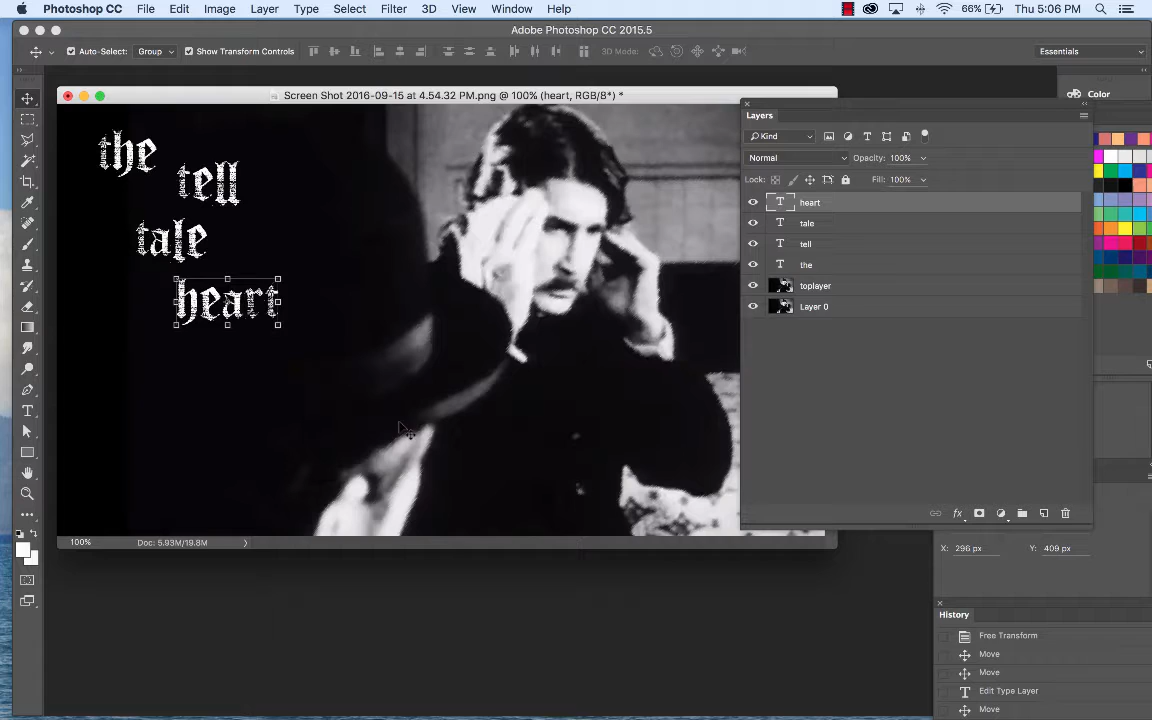 Photoshop CC File Edit Image Layer Type Select Filter 3D View Window Help 66% Thu 5:06 PM
Adobe Photoshop CC 2015.5
Auto-Select: Group Show Transform Controls 3D Mode: Essentials
Screen Shot 2016-09-15 at 4.54.32 PM.png @ 100% (heart, RGB/8*) *
Color
Layers
Kind
Normal Opacity: 100%
Lock: Fill: 100%
heart
tale
tell
the
toplayer
Layer 0
fx
the
tell
tale
heart
100% Doc: 5.93M/19.8M
X: 296 px Y: 409 px
History
Free Transform
Move
Move
Edit Type Layer
Move